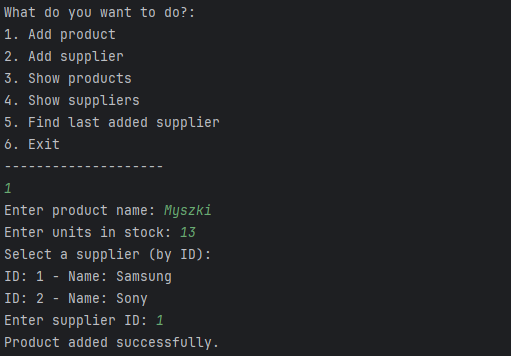 What do you want to do?:
1. Add product
2. Add supplier
3. Show products
4. Show suppliers
5. Find last added supplier
6. Exit
--------------------
1
Enter product name: Myszki
Enter units in stock: 13
Select a supplier (by ID):
ID: 1 - Name: Samsung
ID: 2 - Name: Sony
Enter supplier ID: 1
Product added successfully.